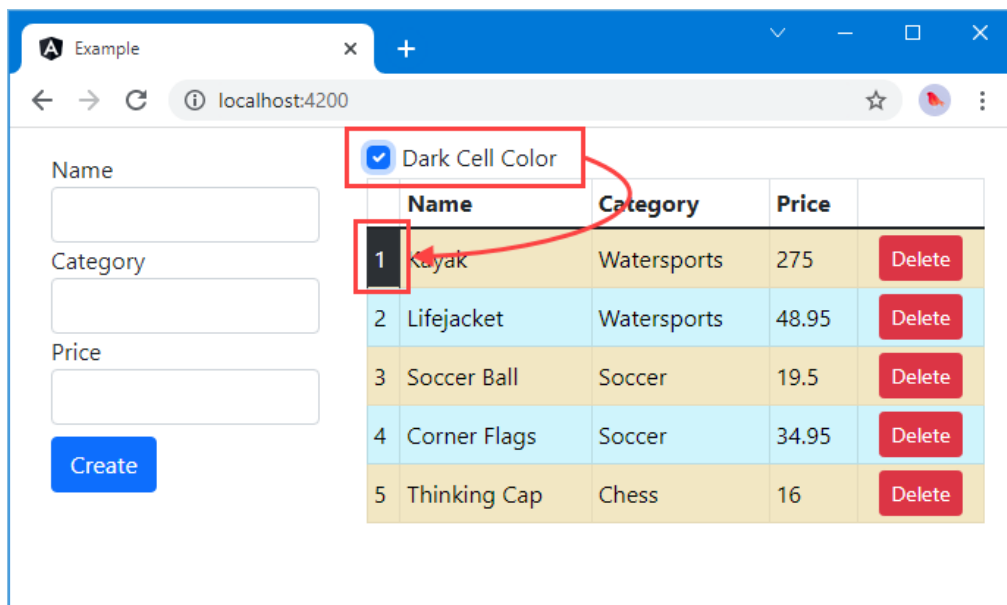 Example
localhost:4200
Name
Category
Price
Create
Dark Cell Color
Name Category Price
1 Kayak Watersports 275 Delete
2 Lifejacket Watersports 48.95 Delete
3 Soccer Ball Soccer 19.5 Delete
4 Corner Flags Soccer 34.95 Delete
5 Thinking Cap Chess 16 Delete